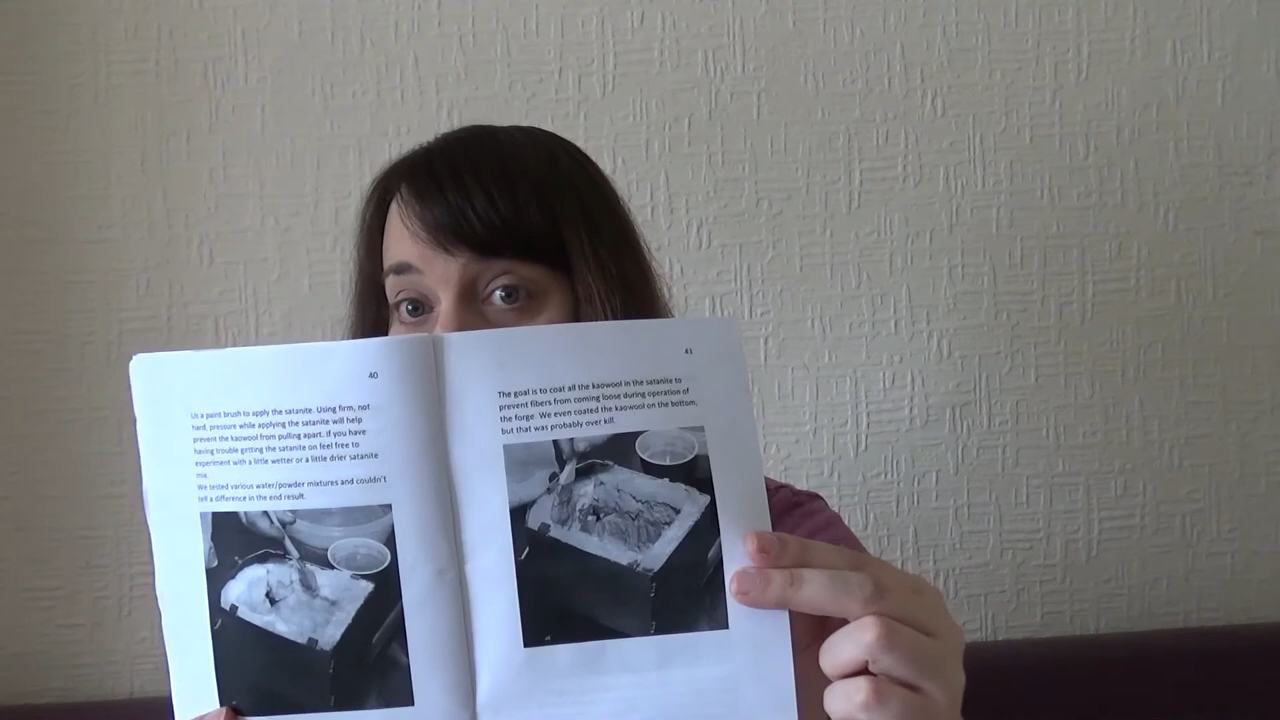 40
Us a paint brush to apply the satanite. Using firm, not
hard, pressure while applying the satanite will help
prevent the kaowool from pulling apart. If you have
having trouble getting the satanite on feel free to
experiment with a little wetter or a little drier satanite
mix.
We tested various water/powder mixtures and couldn't
tell a difference in the end result.
41
The goal is to coat all the kaowool in the satanite to
prevent fibers from coming loose during operation of
the forge. We even coated the kaowool on the bottom,
but that was probably over kill.